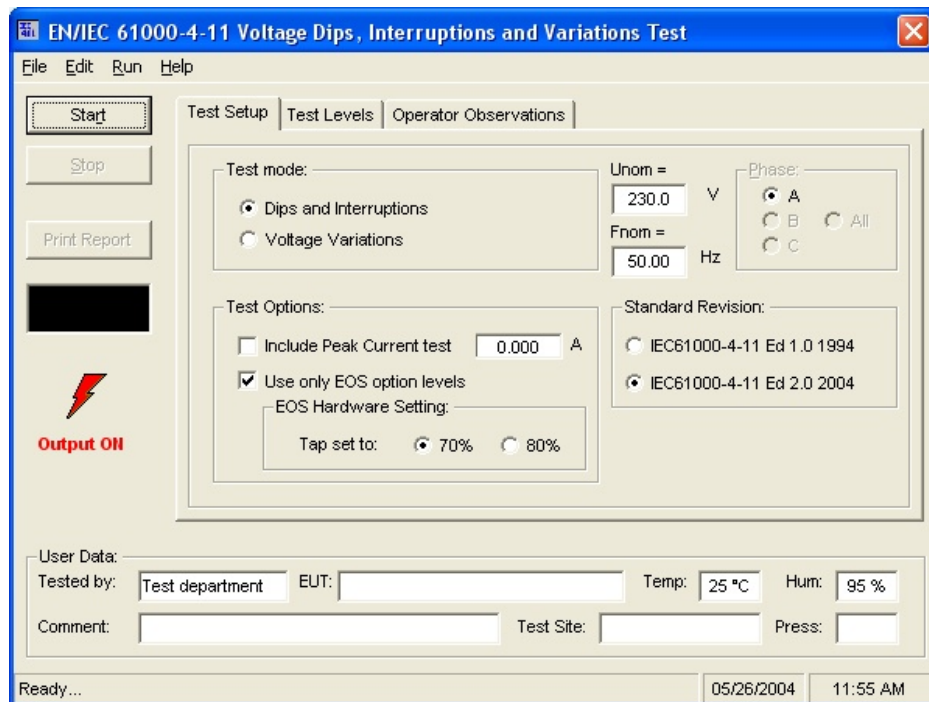 EN/IEC 61000-4-11 Voltage Dips, Interruptions and Variations Test
File Edit Run Help
Start
Stop
Print Report
Output ON
Test Setup Test Levels Operator Observations
Test mode:
Dips and Interruptions
Voltage Variations
Unom =
230.0 V
Fnom =
50.00 Hz
Phase:
A
B All
C
Test Options:
Include Peak Current test 0.000 A
Use only EOS option levels
EOS Hardware Setting:
Tap set to: 70% 80%
Standard Revision:
IEC61000-4-11 Ed 1.0 1994
IEC61000-4-11 Ed 2.0 2004
User Data:
Tested by: Test department EUT: Temp: 25 °C Hum: 95 %
Comment: Test Site: Press:
Ready... 05/26/2004 11:55 AM